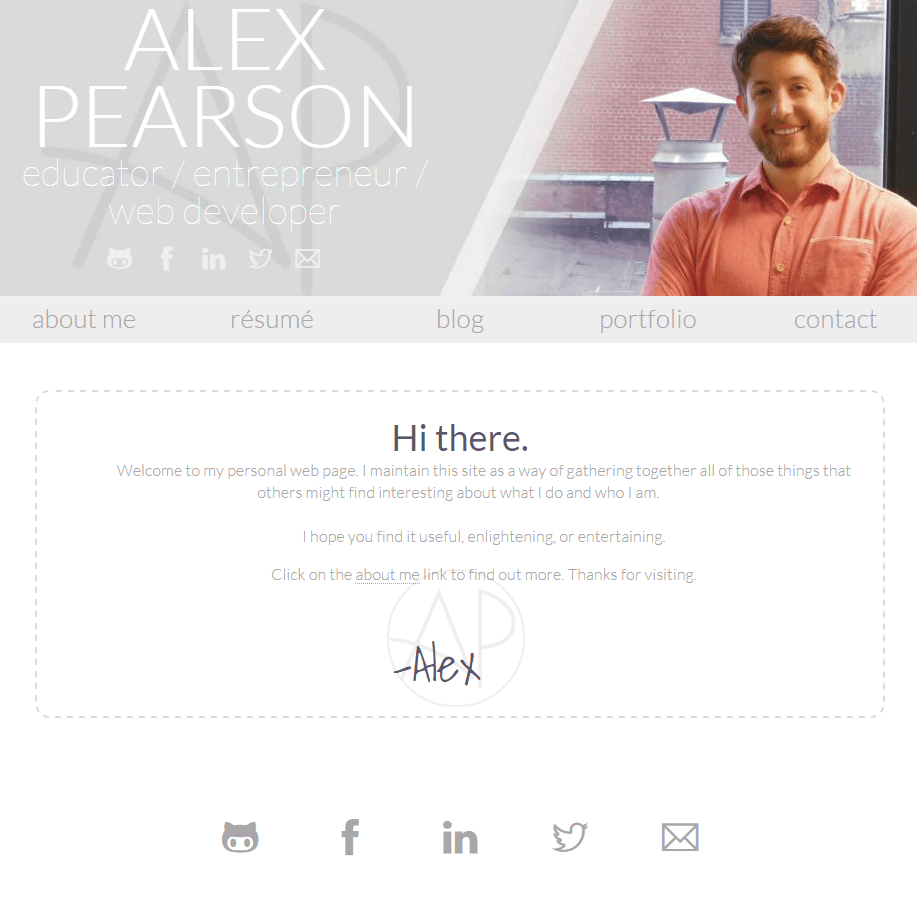 ALEX
PEARSON
educator / entrepreneur /
web developer
about me
résumé
blog
portfolio
contact
Hi there.
Welcome to my personal web page. I maintain this site as a way of gathering together all of those things that
others might find interesting about what I do and who I am.
I hope you find it useful, enlightening, or entertaining.
Click on the about me link to find out more. Thanks for visiting.
AP
-Alex